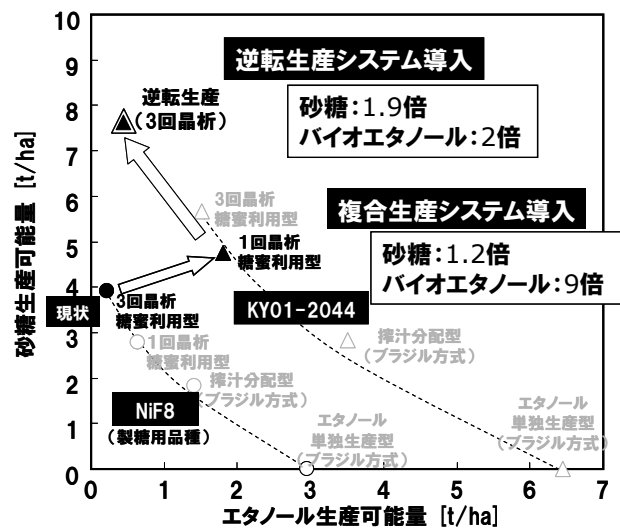 10
9
8
7
6
5
4
3
2
1
0
砂糖生産可能量 [t/ha]
逆転生産システム導入
砂糖：1.9倍
バイオエタノール：2倍
逆転生産
（3回晶析）
3回晶析
糖蜜利用型
複合生産システム導入
砂糖：1.2倍
バイオエタノール：9倍
1回晶析
糖蜜利用型
現状
3回晶析
糖蜜利用型
KY01-2044
1回晶析
糖蜜利用型
搾汁分配型
（ブラジル方式）
搾汁分配型
（ブラジル方式）
NiF8
（製糖用品種）
エタノール
単独生産型
（ブラジル方式）
エタノール
単独生産型
（ブラジル方式）
0 1 2 3 4 5 6 7
エタノール生産可能量 [t/ha]